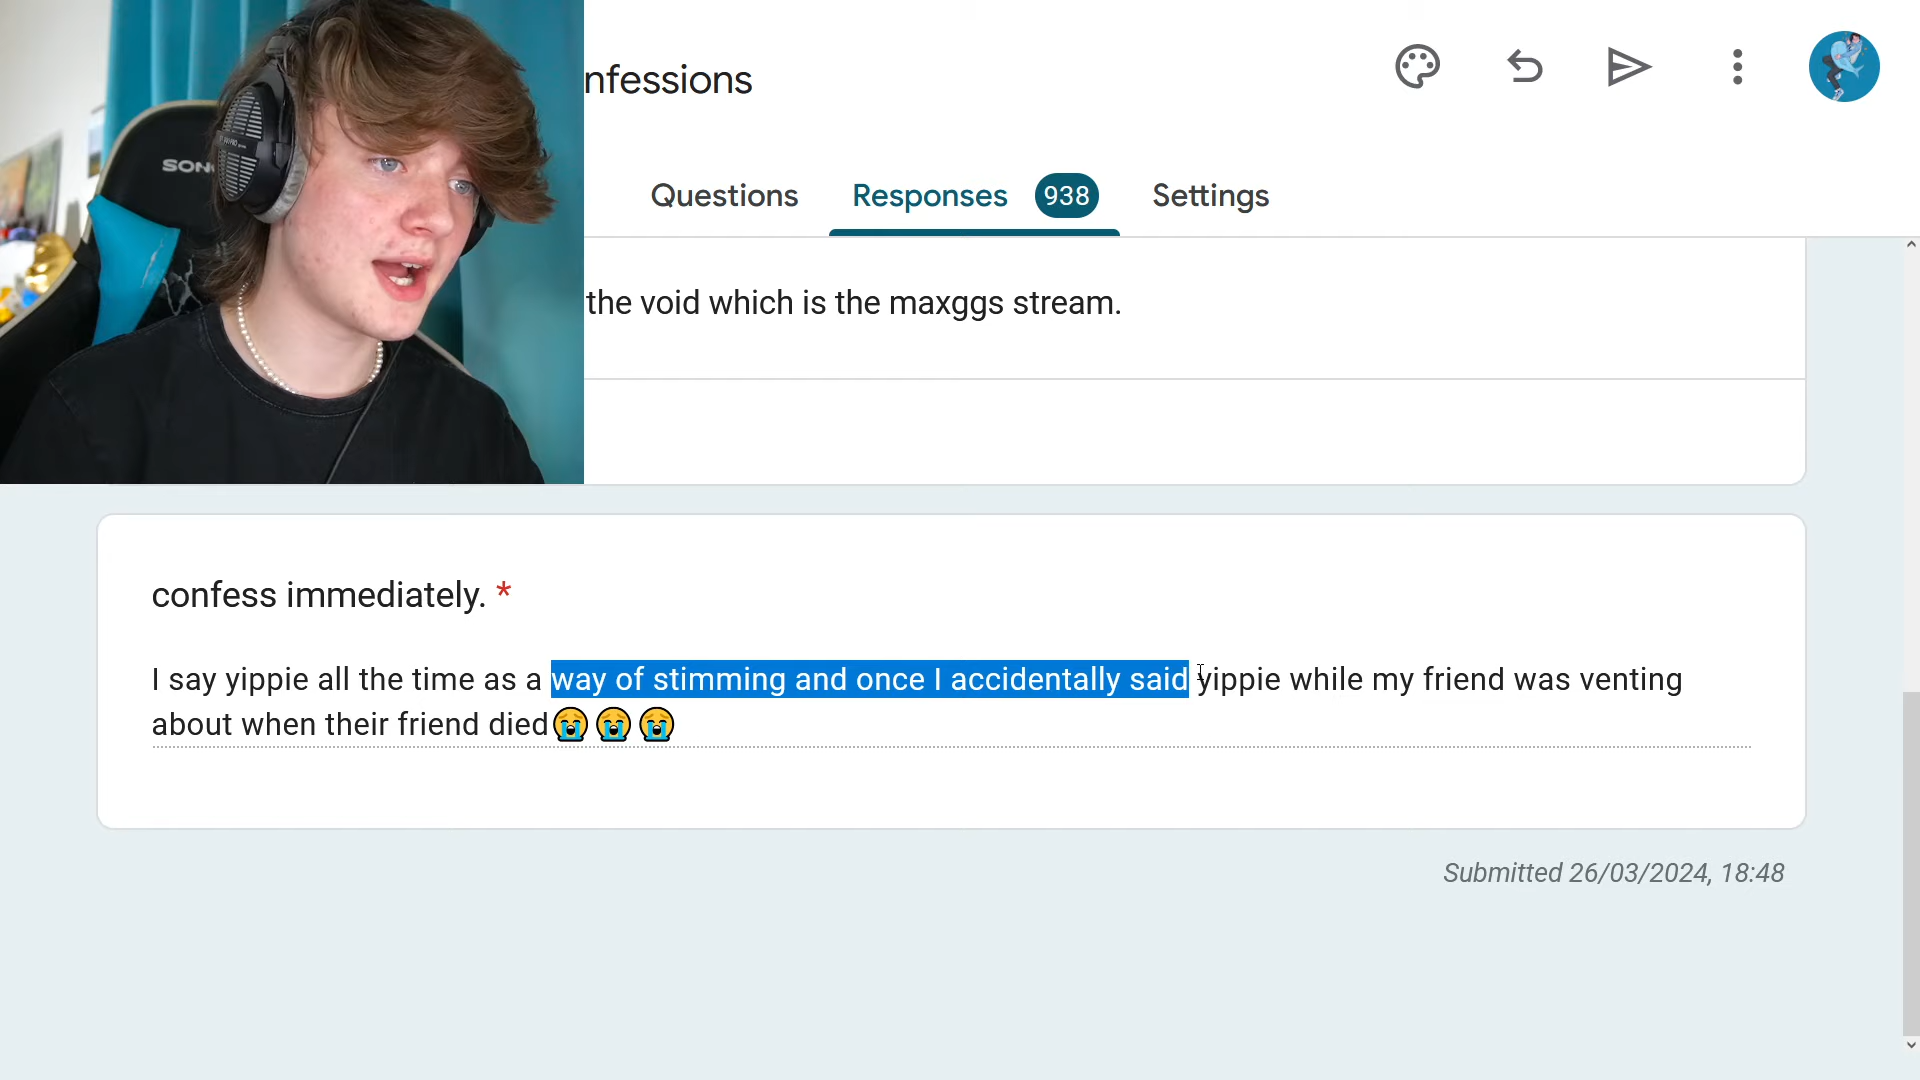 nfessions
Questions Responses 938 Settings
the void which is the maxggs stream.
confess immediately. *
I say yippie all the time as a way of stimming and once I accidentally said yippie while my friend was venting
about when their friend died😭😭😭
Submitted 26/03/2024, 18:48
SON